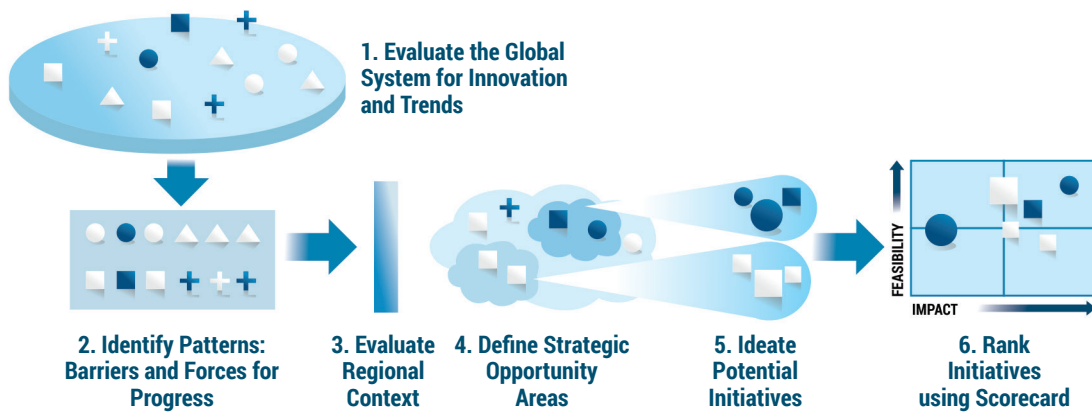 1. Evaluate the Global
System for Innovation
and Trends
2. Identify Patterns:
Barriers and Forces for
Progress
3. Evaluate
Regional
Context
4. Define Strategic
Opportunity
Areas
5. Ideate
Potential
Initiatives
FEASIBILITY
IMPACT
6. Rank
Initiatives
using Scorecard